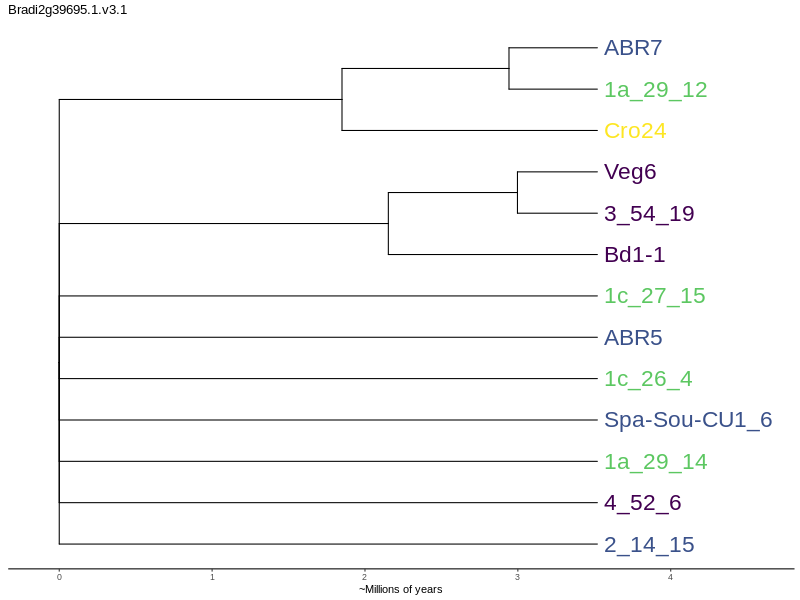 Bradi2g39695.1.v3.1
ABR7
1a_29_12
Cro24
Veg6
3_54_19
Bd1-1
1c_27_15
ABR5
1c_26_4
Spa-Sou-CU1_6
1a_29_14
4_52_6
2_14_15
0 1 2 3 4
~Millions of years